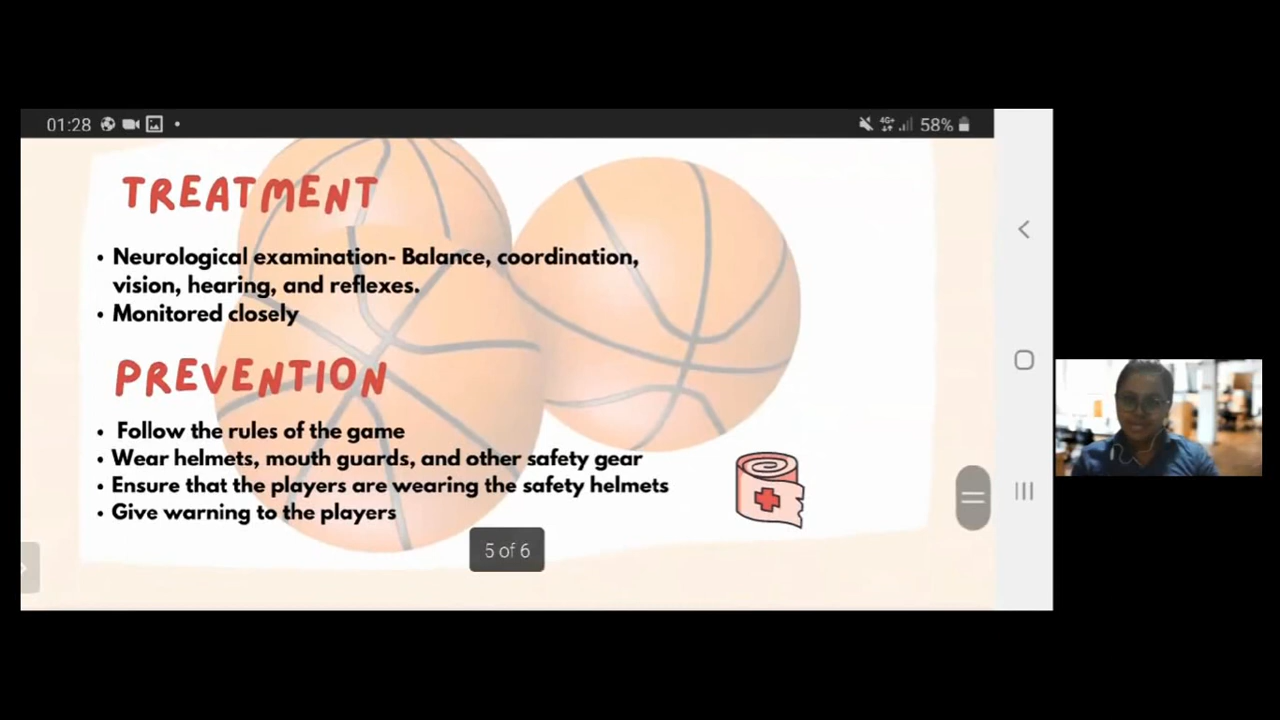 01:28
4G+ 58%
TREATMENT
• Neurological examination- Balance, coordination,
vision, hearing, and reflexes.
• Monitored closely
PREVENTION
• Follow the rules of the game
• Wear helmets, mouth guards, and other safety gear
• Ensure that the players are wearing the safety helmets
• Give warning to the players
5 of 6